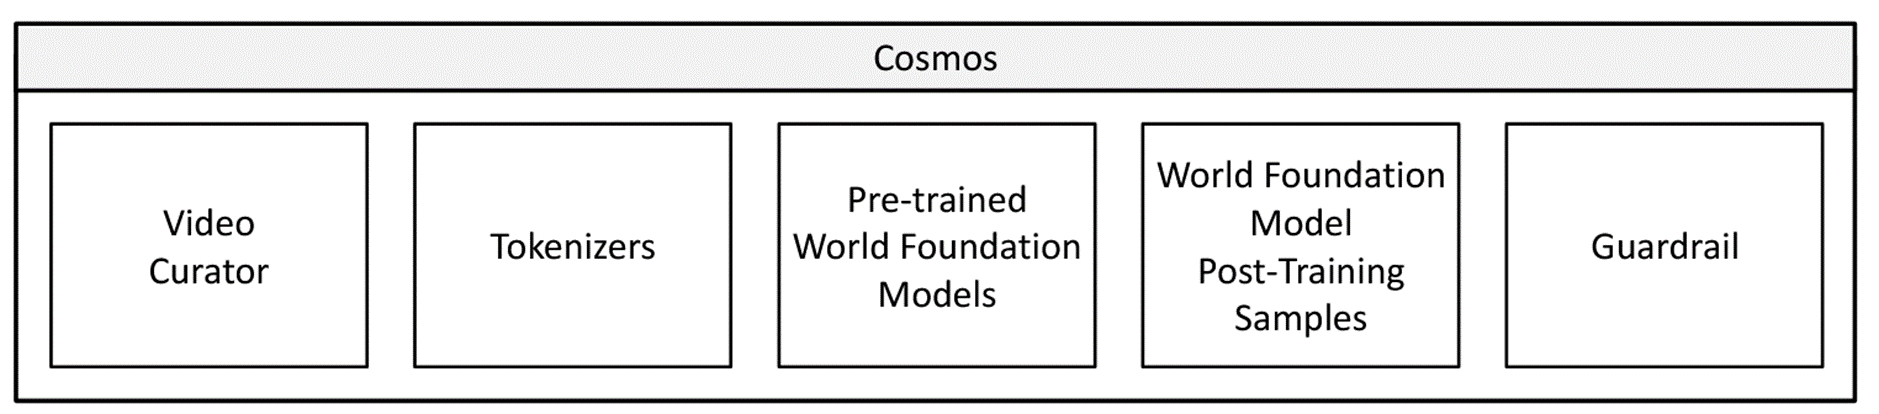 Cosmos
Video
Curator
Tokenizers
Pre-trained
World Foundation
Models
World Foundation
Model
Post-Training
Samples
Guardrail